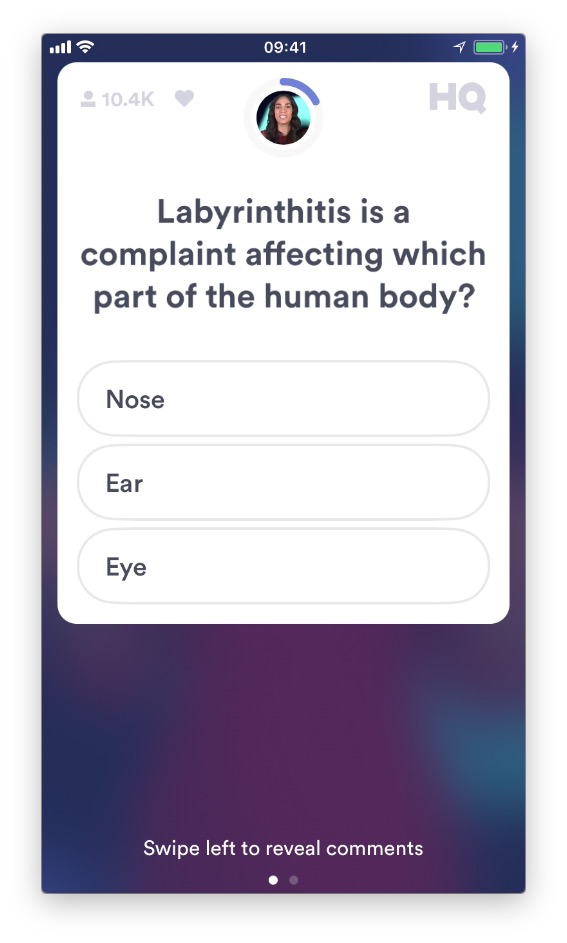 09:41
10.4K
HQ
Labyrinthitis is a
complaint affecting which
part of the human body?
Nose
Ear
Eye
Swipe left to reveal comments